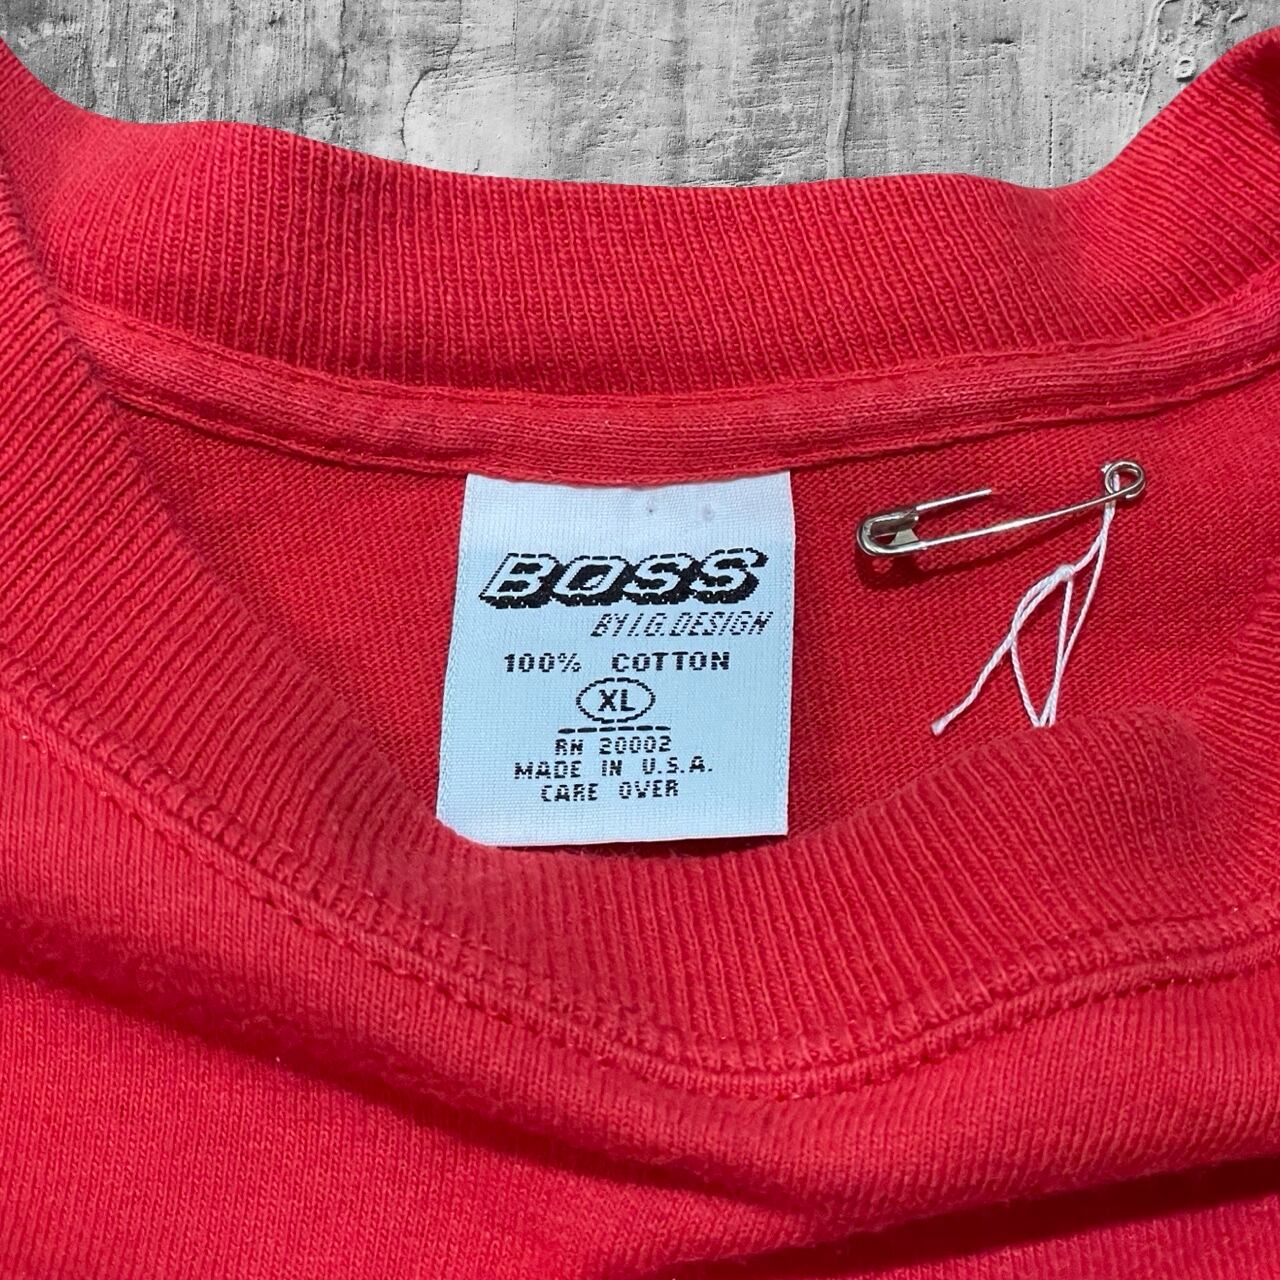 BOSS
BY I.G. DESIGN
100% COTTON
XL
RN 20002
MADE IN U.S.A.
CARE OVER